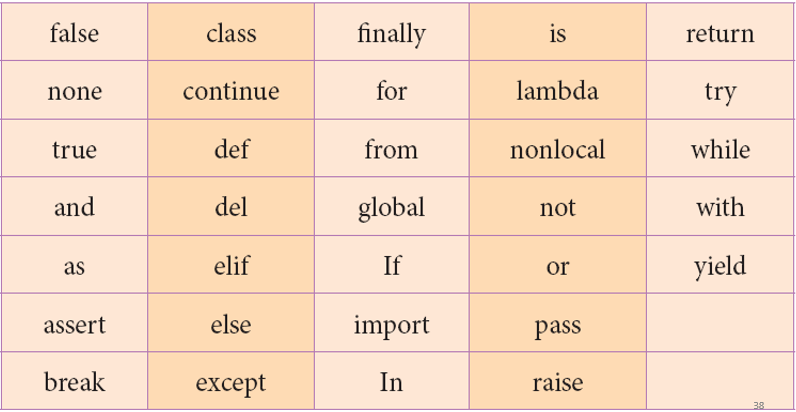 false class finally is return
none continue for lambda try
true def from nonlocal while
and del global not with
as elif If or yield
assert else import pass
break except In raise
38